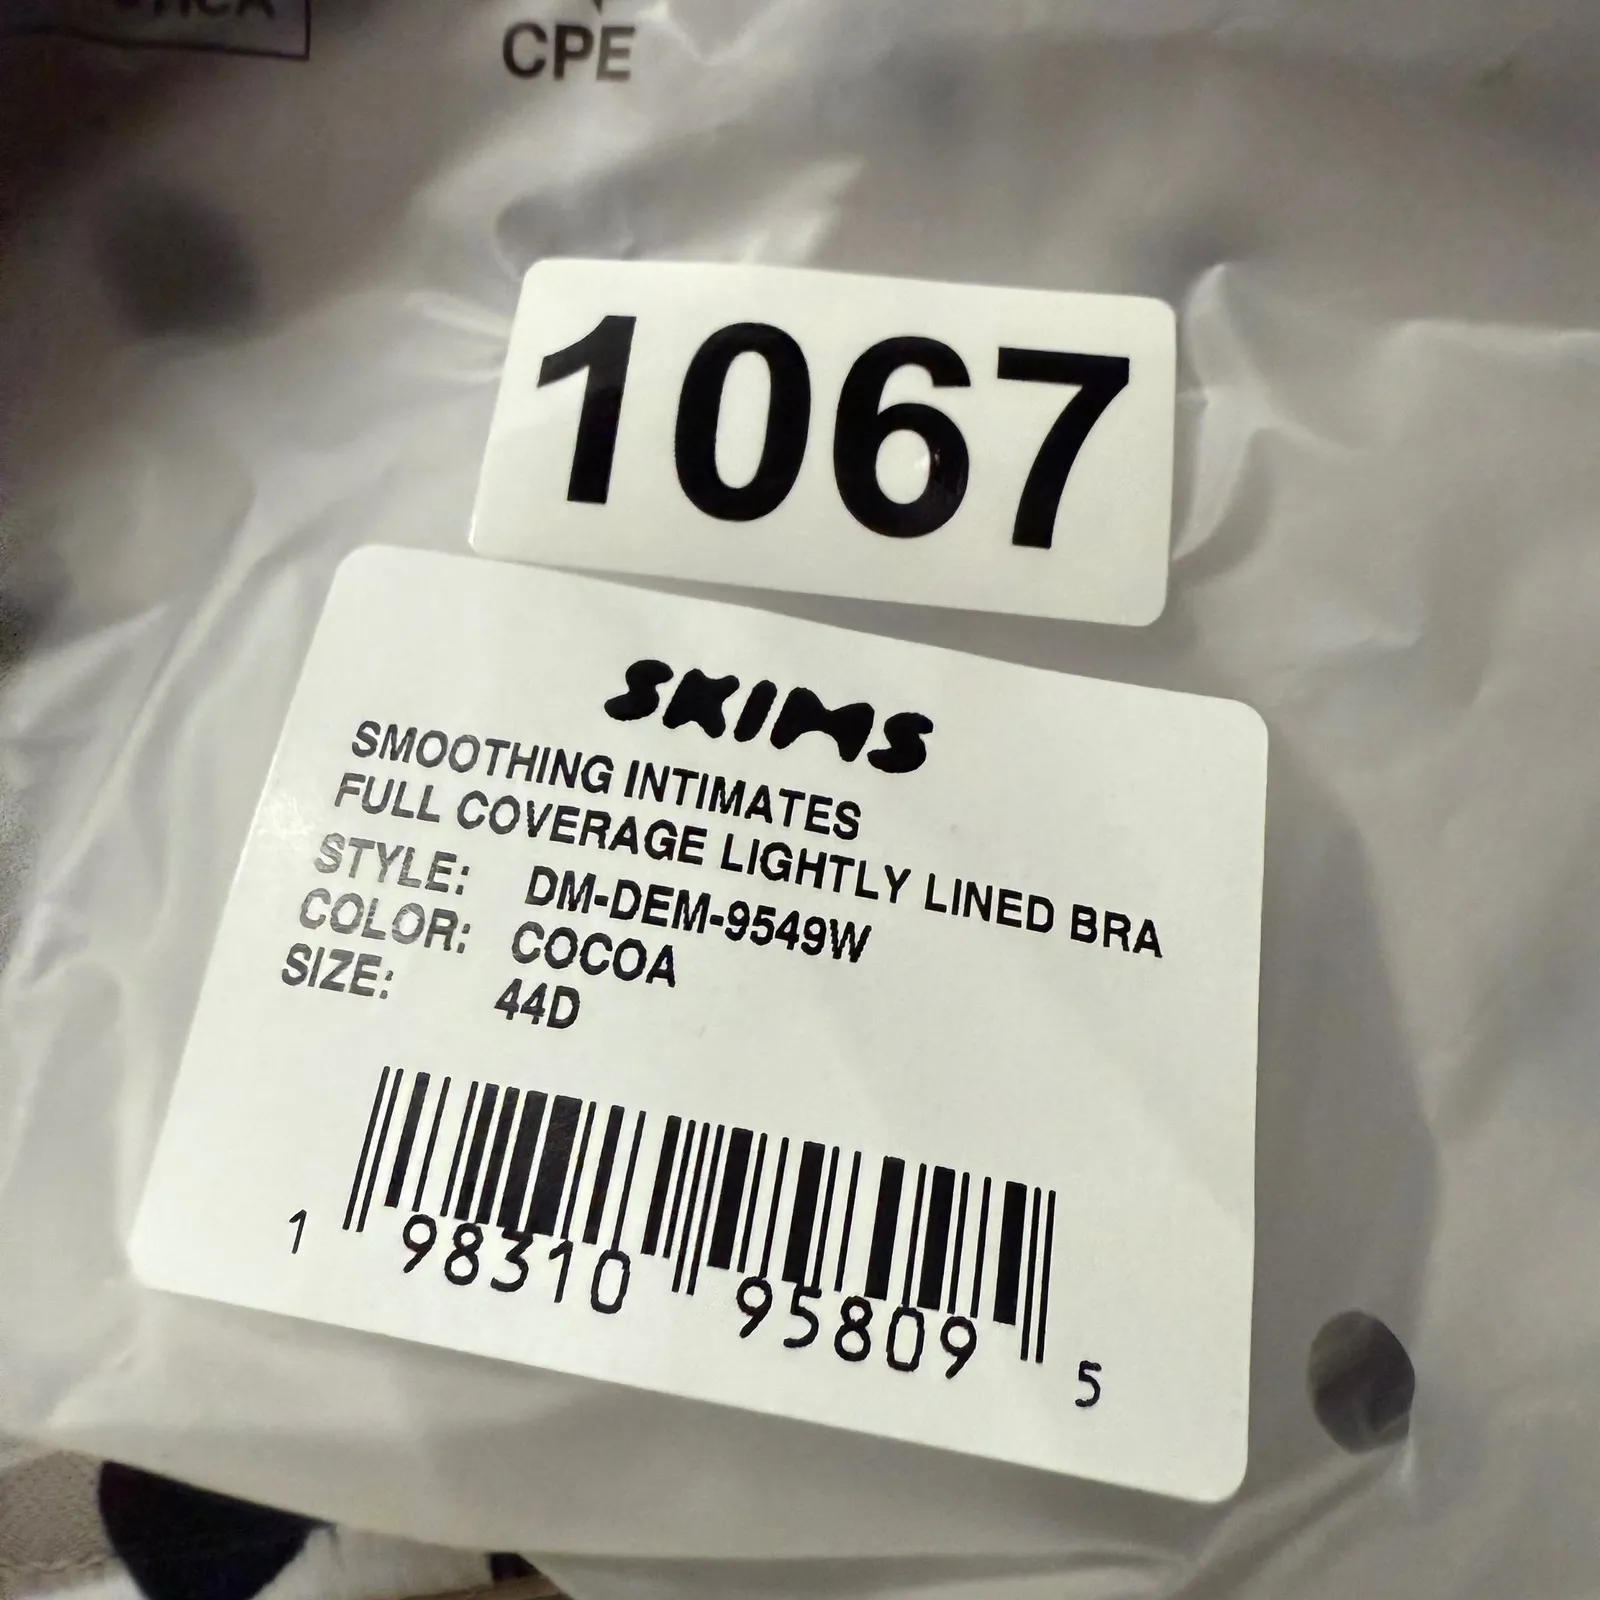 CPE
1067
SKIMS
SMOOTHING INTIMATES
FULL COVERAGE LIGHTLY LINED BRA
STYLE: DM-DEM-9549W
COLOR: COCOA
SIZE: 44D
1 98310 95809 5